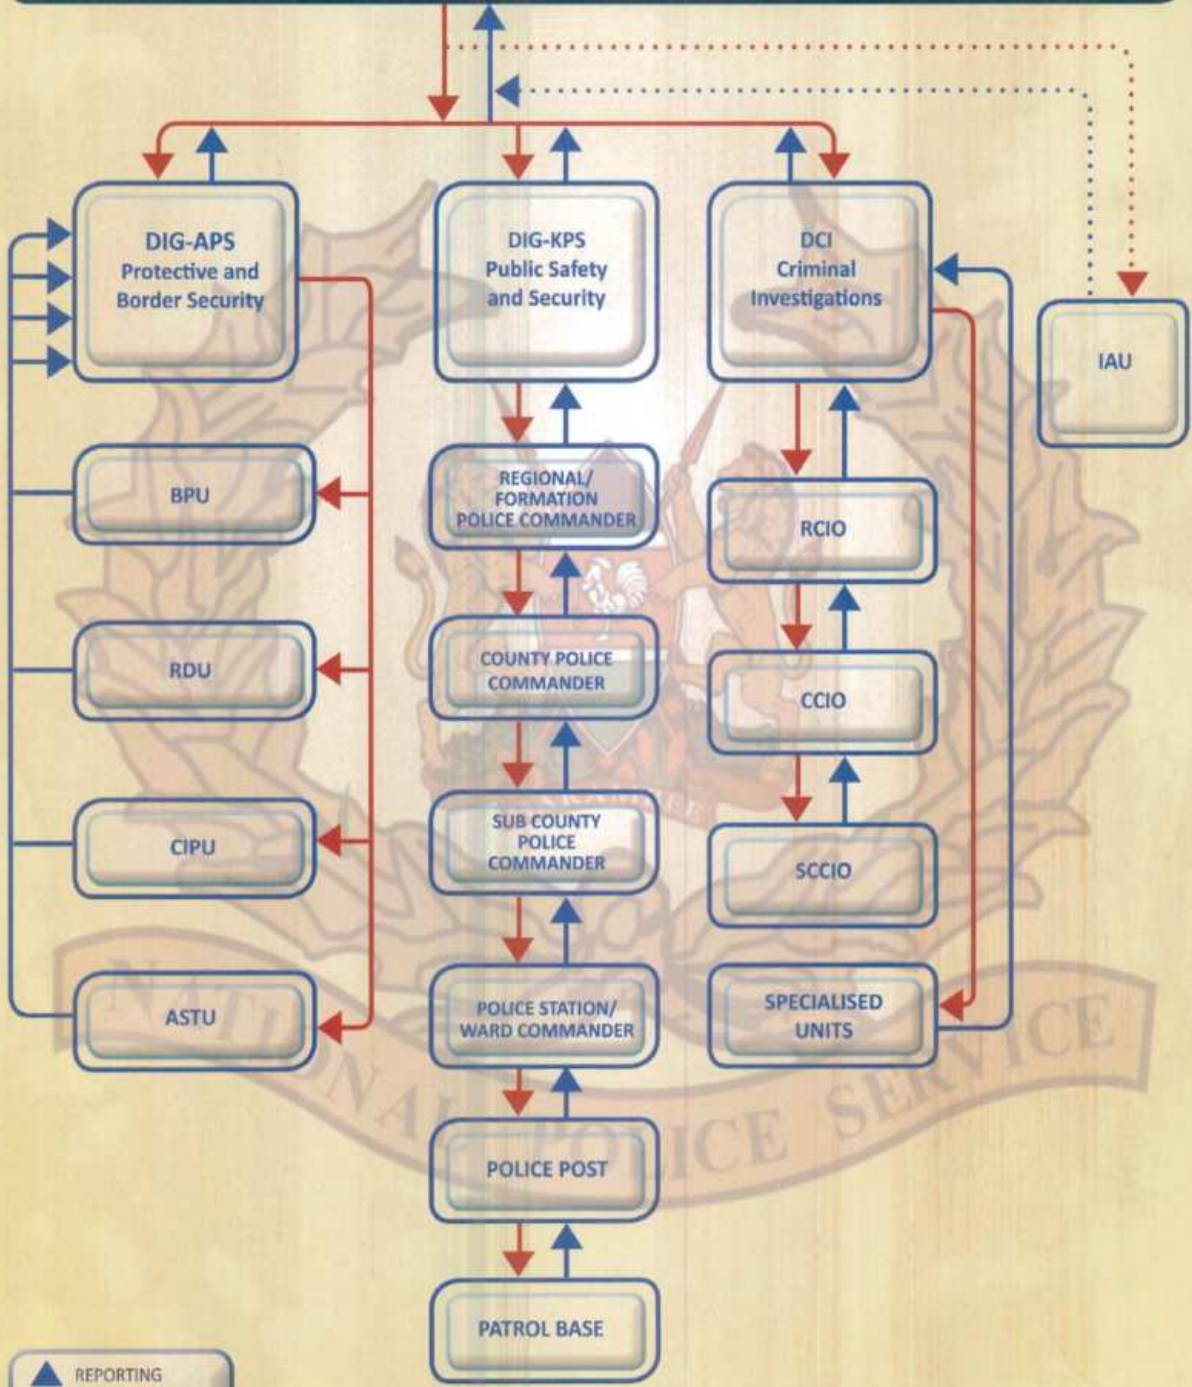 DIG-APS
Protective and
Border Security
DIG-KPS
Public Safety
and Security
DCI
Criminal
Investigations
IAU
BPU
RDU
CIPU
ASTU
REGIONAL/
FORMATION
POLICE COMMANDER
COUNTY POLICE
COMMANDER
SUB COUNTY
POLICE
COMMANDER
POLICE STATION/
WARD COMMANDER
POLICE POST
PATROL BASE
RCIO
CCIO
SCCIO
SPECIALISED
UNITS
HARAMBEE
NATIONAL POLICE SERVICE
REPORTING